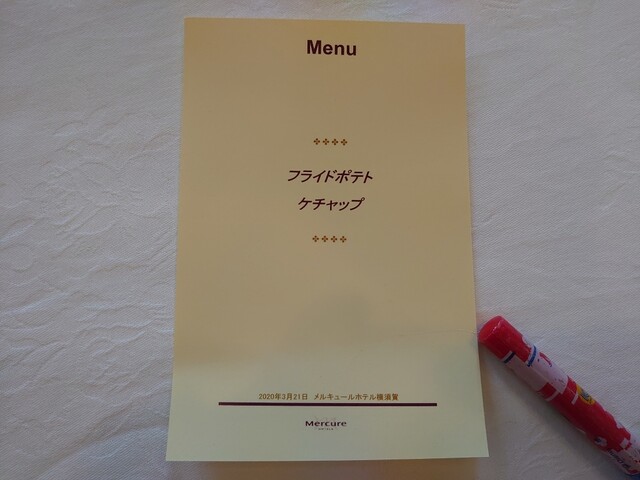 Menu
フライドポテト
ケチャップ
2020年3月21日 メルキュールホテル横須賀
Mercure
HOTELS